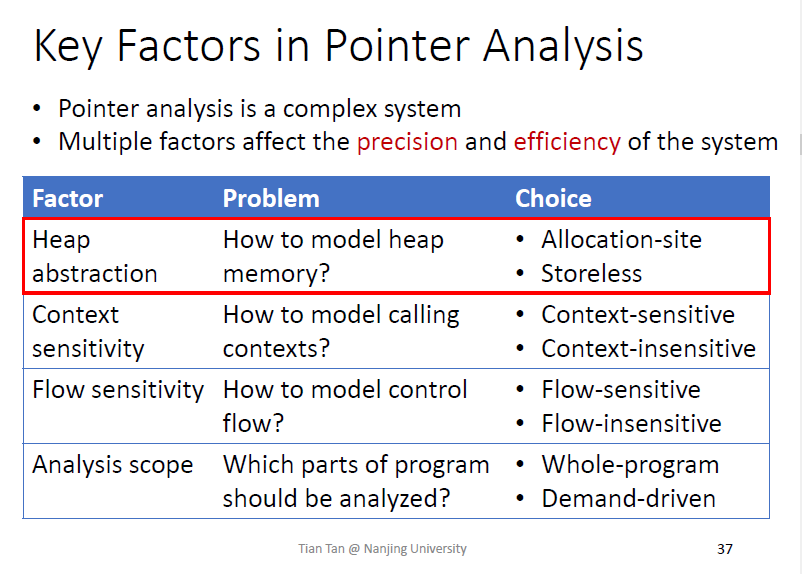 Key Factors in Pointer Analysis
• Pointer analysis is a complex system
• Multiple factors affect the precision and efficiency of the system
Factor Problem Choice
Heap How to model heap • Allocation-site
abstraction memory? • Storeless
Context How to model calling • Context-sensitive
sensitivity contexts? • Context-insensitive
Flow sensitivity How to model control • Flow-sensitive
flow? • Flow-insensitive
Analysis scope Which parts of program • Whole-program
should be analyzed? • Demand-driven
Tian Tan @ Nanjing University 37